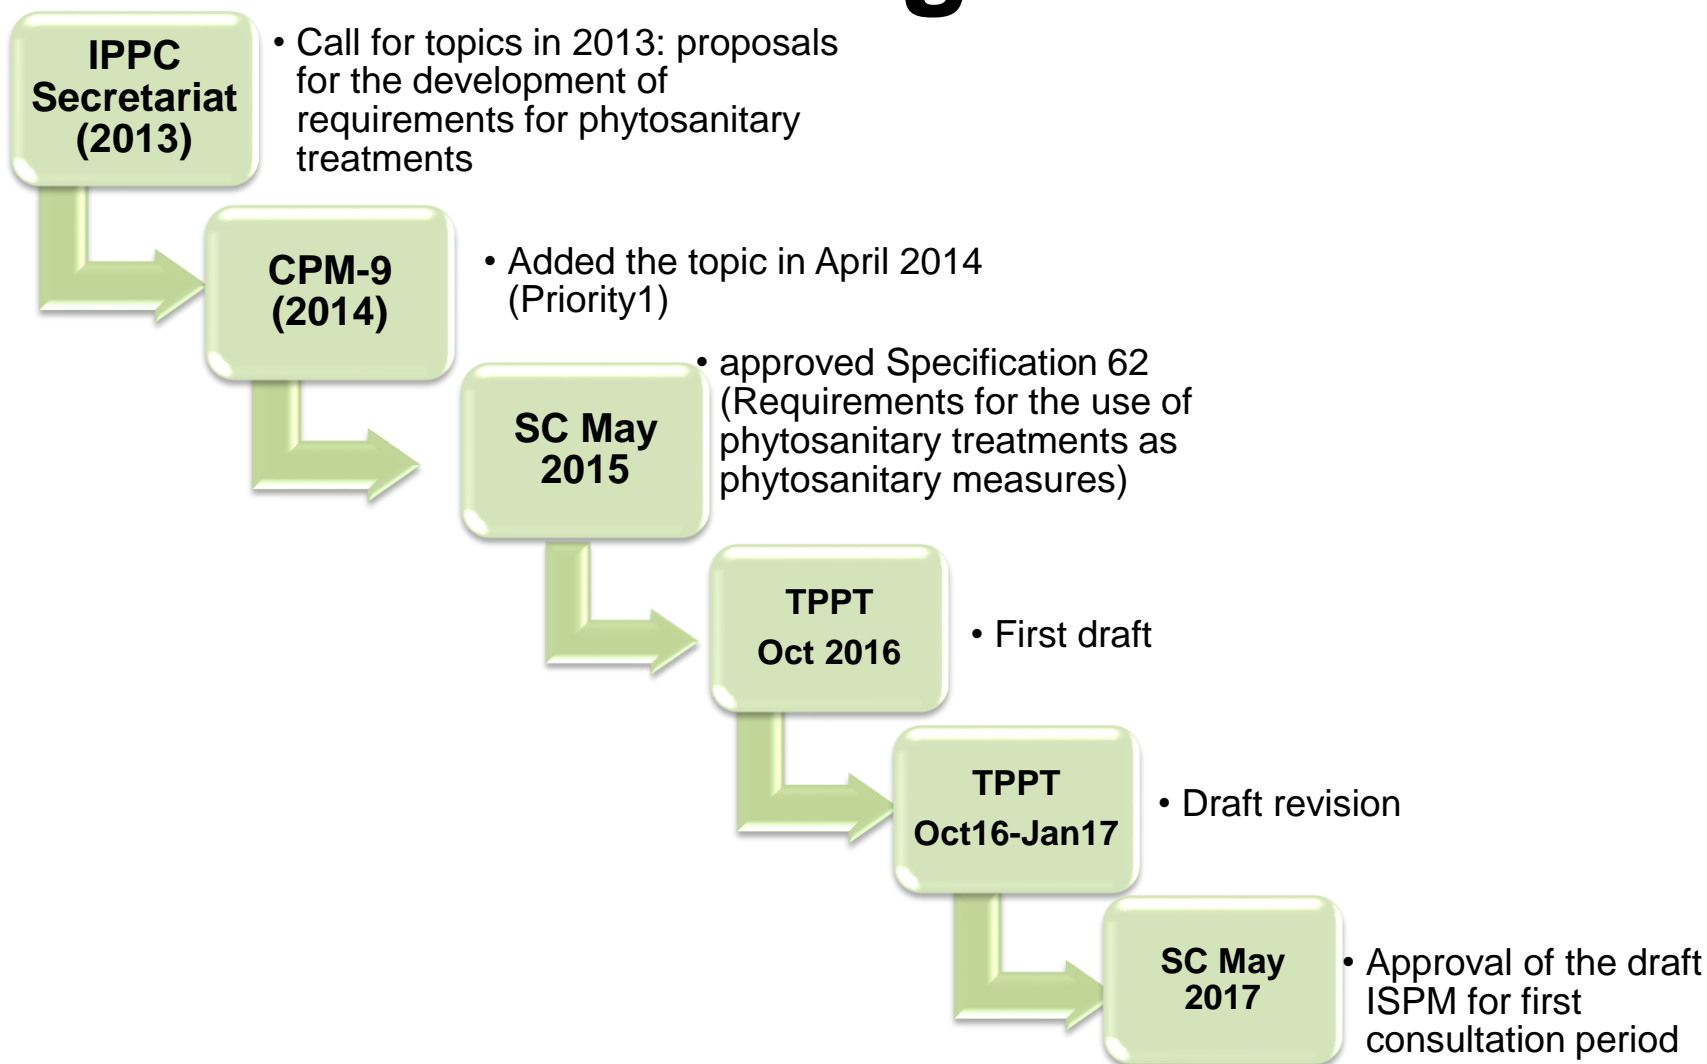 IPPC
Secretariat
(2013)
• Call for topics in 2013: proposals
for the development of
requirements for phytosanitary
treatments
CPM-9
(2014)
• Added the topic in April 2014
(Priority1)
SC May
2015
• approved Specification 62
(Requirements for the use of
phytosanitary treatments as
phytosanitary measures)
TPPT
Oct 2016
• First draft
TPPT
Oct16-Jan17
• Draft revision
SC May
2017
• Approval of the draft
ISPM for first
consultation period